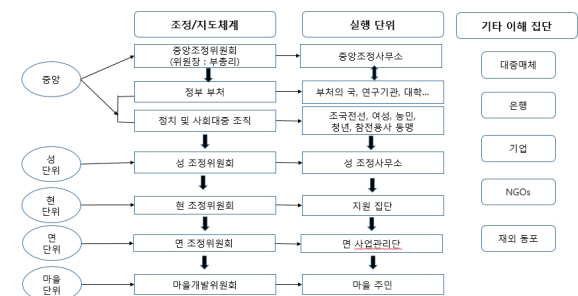 조정/지도체계
실행 단위
기타 이해 집단
중앙
중앙조정위원회
(위원장 : 부총리)
중앙조정사무소
대중매체
정부 부처
부처의 국, 연구기관, 대학...
은행
정치 및 사회대중 조직
조국전선, 여성, 농민,
청년, 참전용사 동맹
기업
성
단위
성 조정위원회
성 조정사무소
NGOs
현
단위
현 조정위원회
지원 집단
면
단위
면 조정위원회
면 사업관리단
재외 동포
마을
단위
마을개발위원회
마을 주민